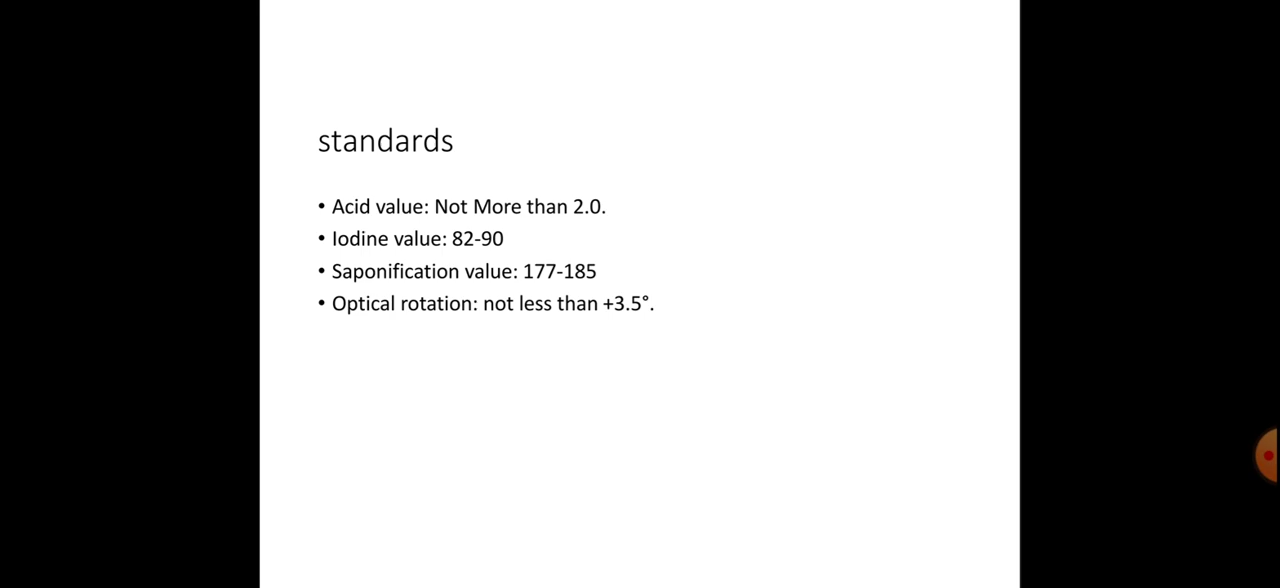 standards
• Acid value: Not More than 2.0.
• Iodine value: 82-90
• Saponification value: 177-185
• Optical rotation: not less than +3.5°.